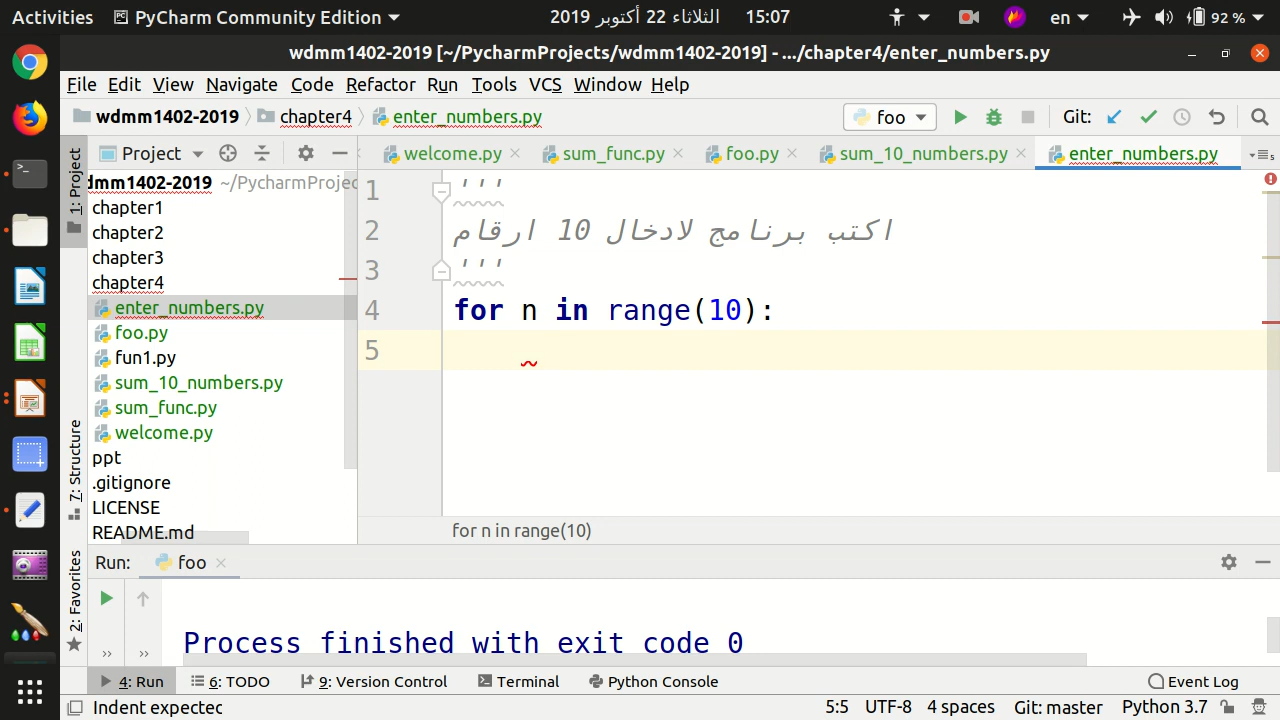 Activities PyCharm Community Edition الثلاثاء 22 أكتوبر 2019 15:07 en 92 %
wdmm1402-2019 [~/PycharmProjects/wdmm1402-2019] - .../chapter4/enter_numbers.py
File Edit View Navigate Code Refactor Run Tools VCS Window Help
wdmm1402-2019 chapter4 enter_numbers.py foo Git:
1: Project
7: Structure
2: Favorites
Project
dmm1402-2019 ~/PycharmProjec
chapter1
chapter2
chapter3
chapter4
enter_numbers.py
foo.py
fun1.py
sum_10_numbers.py
sum_func.py
welcome.py
ppt
.gitignore
LICENSE
README.md
welcome.py sum_func.py foo.py sum_10_numbers.py enter_numbers.py
1 '''
2 اكتب برنامج لادخال 10 ارقام
3 '''
4 for n in range(10):
5
for n in range(10)
Run: foo
Process finished with exit code 0
4: Run 6: TODO 9: Version Control Terminal Python Console Event Log
Indent expectec 5:5 UTF-8 4 spaces Git: master Python 3.7